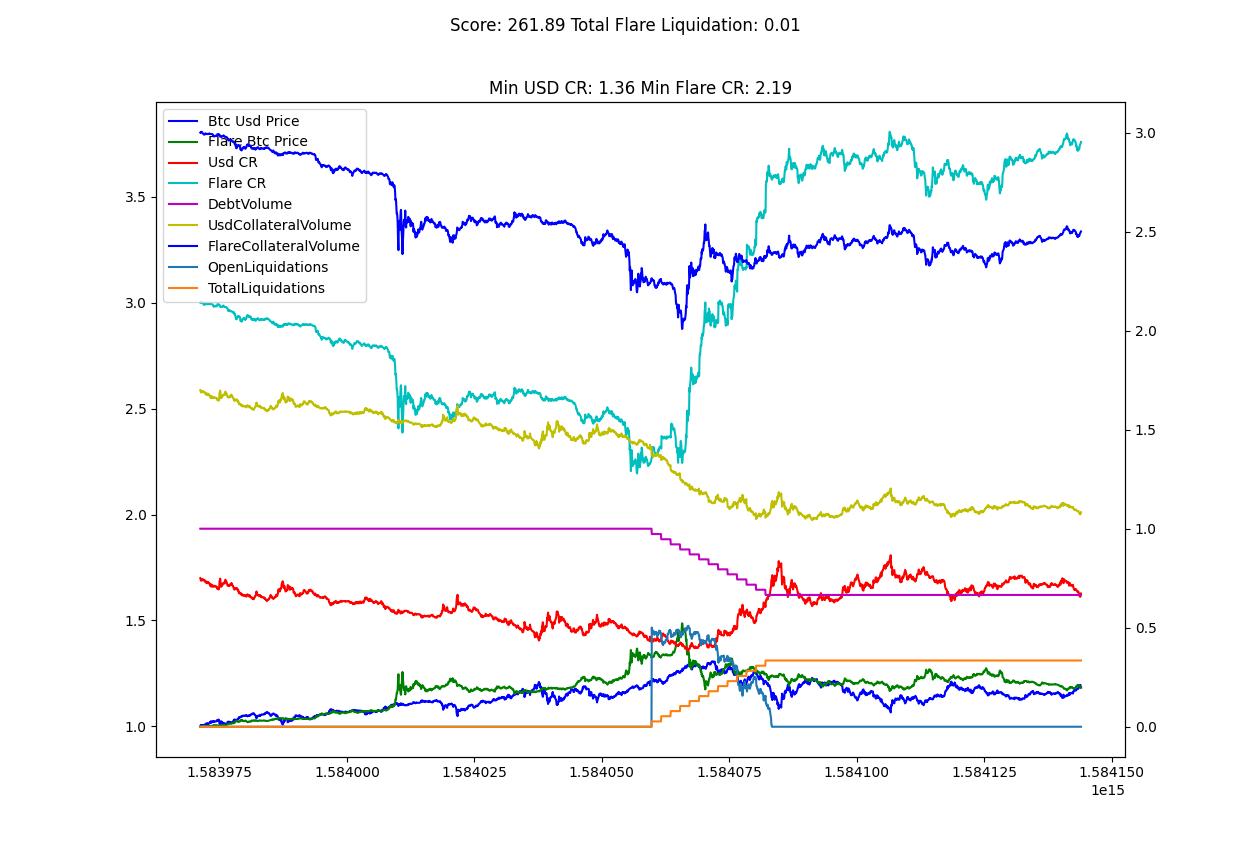 Score: 261.89 Total Flare Liquidation: 0.01
Min USD CR: 1.36 Min Flare CR: 2.19
Btc Usd Price
Flare Btc Price
Usd CR
Flare CR
DebtVolume
UsdCollateralVolume
FlareCollateralVolume
OpenLiquidations
TotalLiquidations
3.5
3.0
2.5
2.0
1.5
1.0
3.0
2.5
2.0
1.5
1.0
0.5
0.0
1.583975 1.584000 1.584025 1.584050 1.584075 1.584100 1.584125 1.584150
1e15